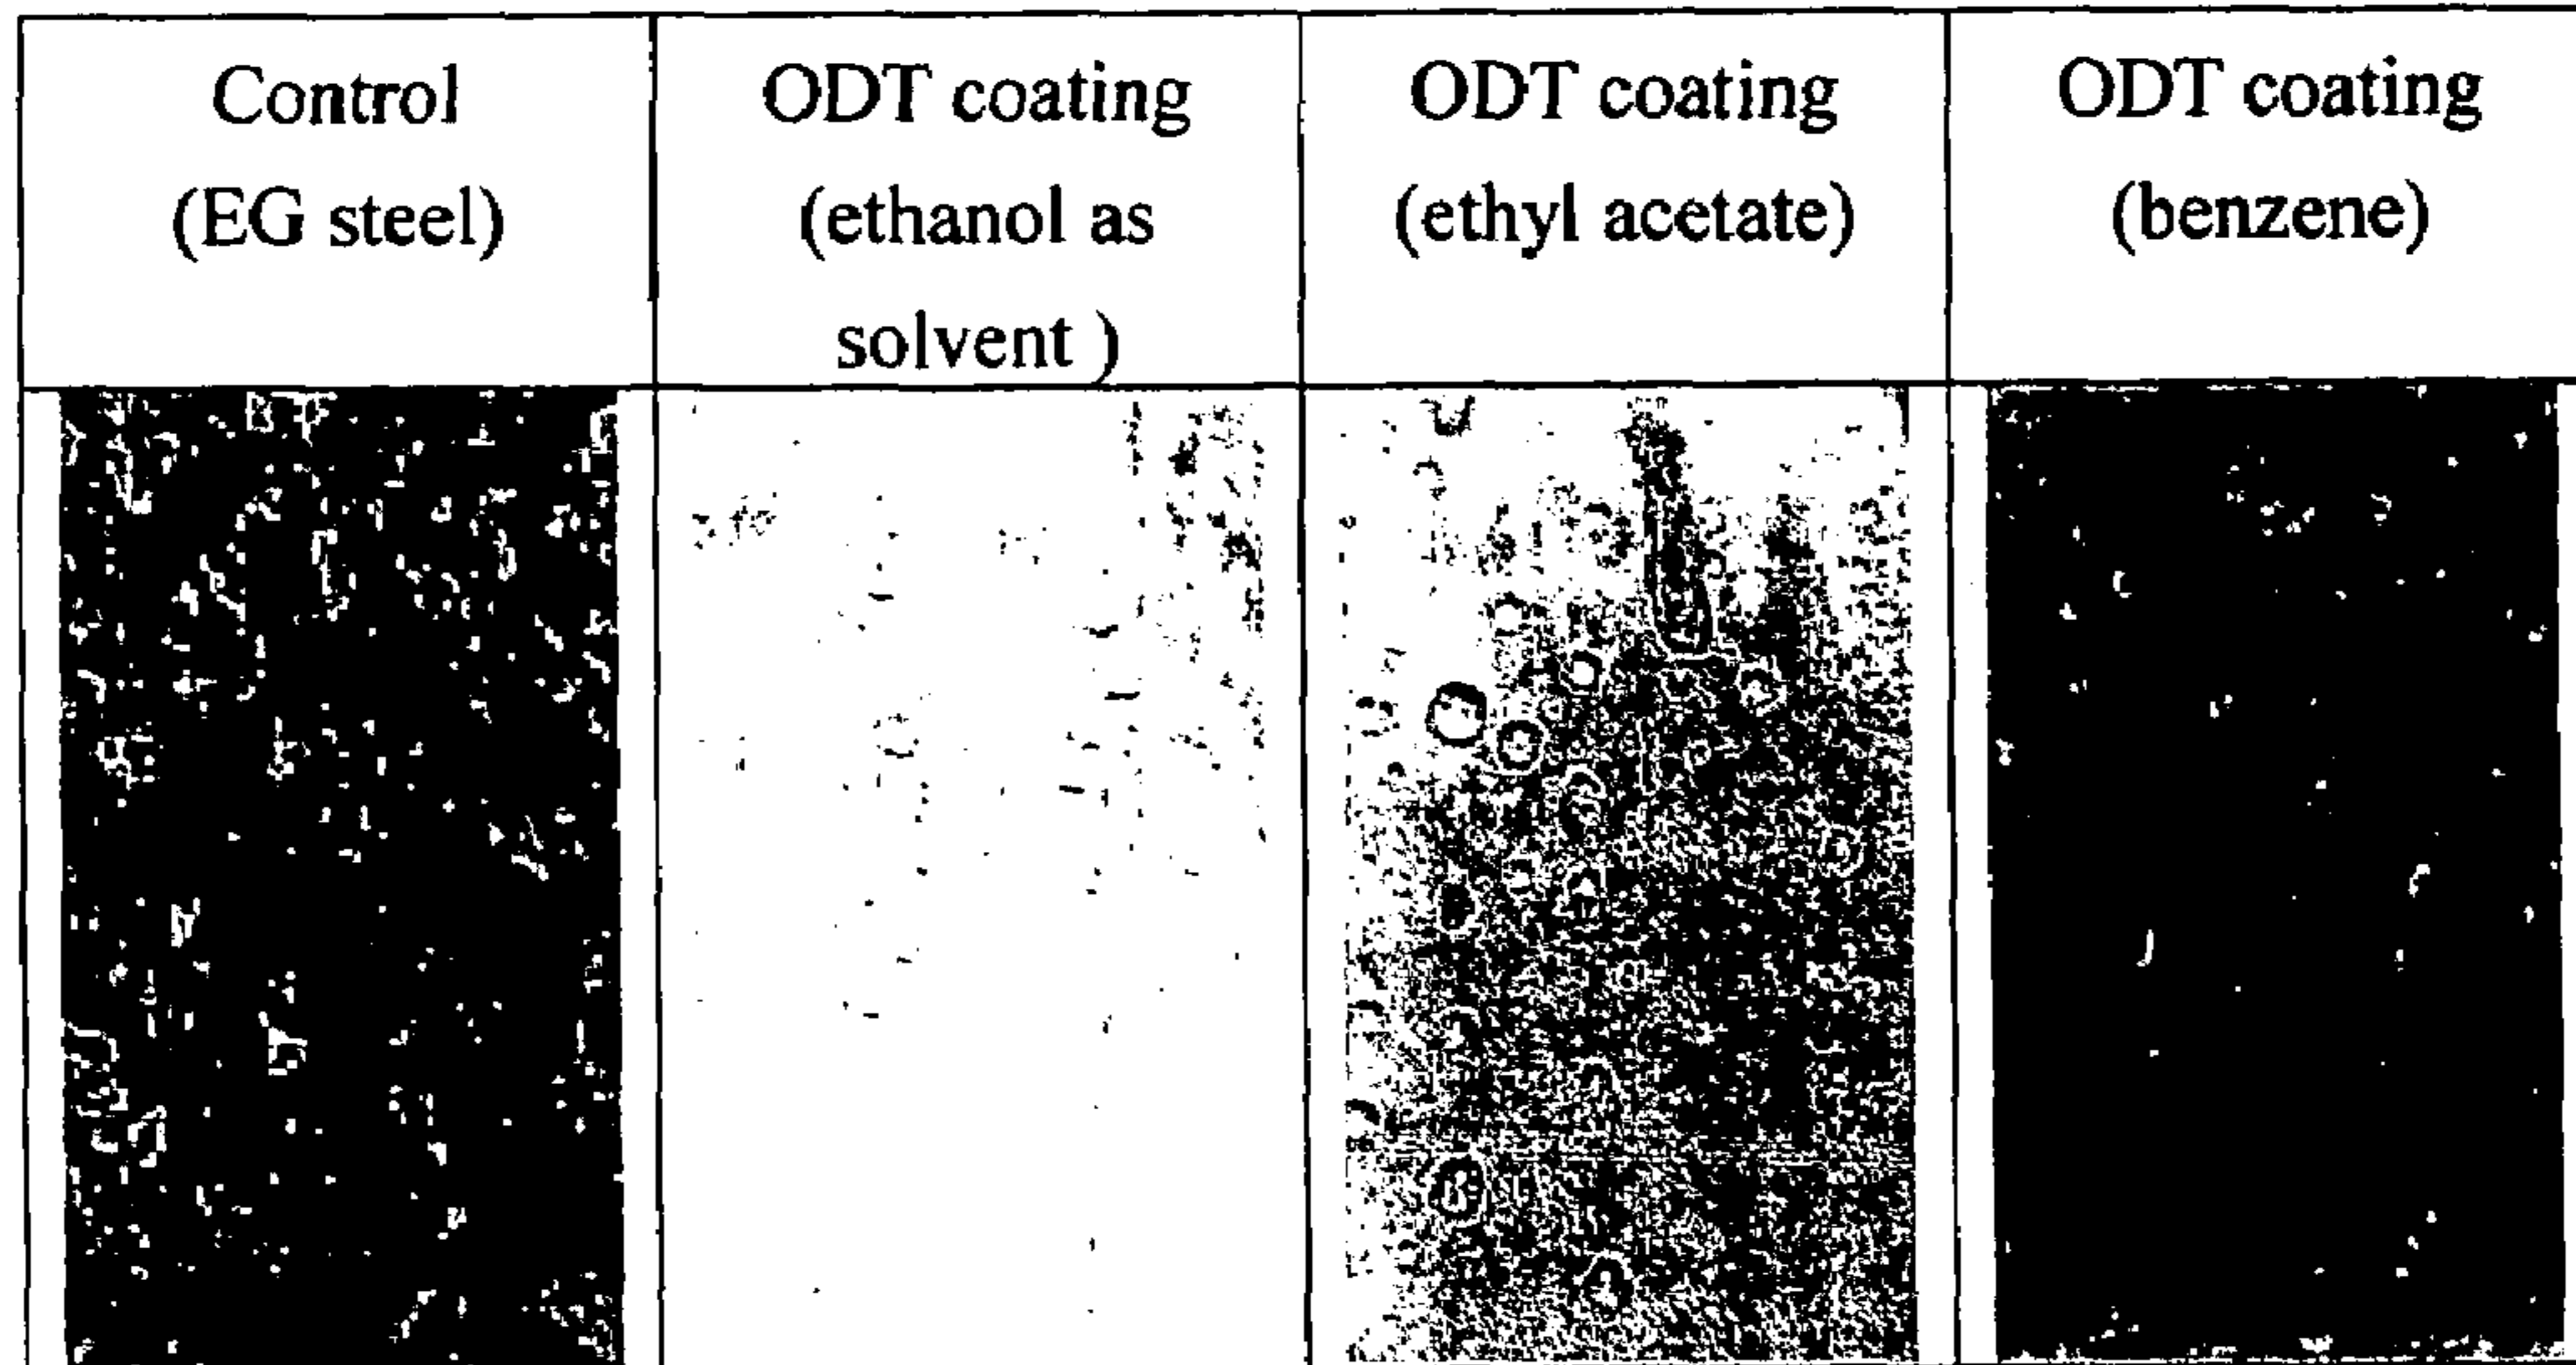 Control
(EG steel)
ODT coating
(ethanol as
solvent )
ODT coating
(ethyl acetate)
ODT coating
(benzene)